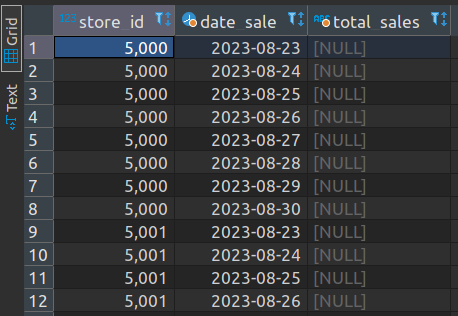 Grid
Text
123 store_id date_sale ABC total_sales
1 5,000 2023-08-23 [NULL]
2 5,000 2023-08-24 [NULL]
3 5,000 2023-08-25 [NULL]
4 5,000 2023-08-26 [NULL]
5 5,000 2023-08-27 [NULL]
6 5,000 2023-08-28 [NULL]
7 5,000 2023-08-29 [NULL]
8 5,000 2023-08-30 [NULL]
9 5,001 2023-08-23 [NULL]
10 5,001 2023-08-24 [NULL]
11 5,001 2023-08-25 [NULL]
12 5,001 2023-08-26 [NULL]